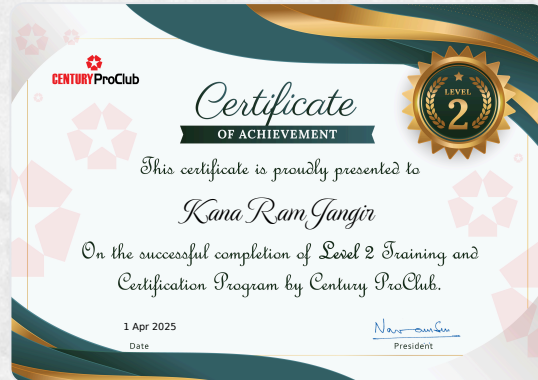 CENTURY ProClub
LEVEL
2
Certificate
OF ACHIEVEMENT
This certificate is proudly presented to
Kana Ram Jangir
On the successful completion of Level 2 Training and
Certification Program by Century ProClub.
1 Apr 2025
Date
President